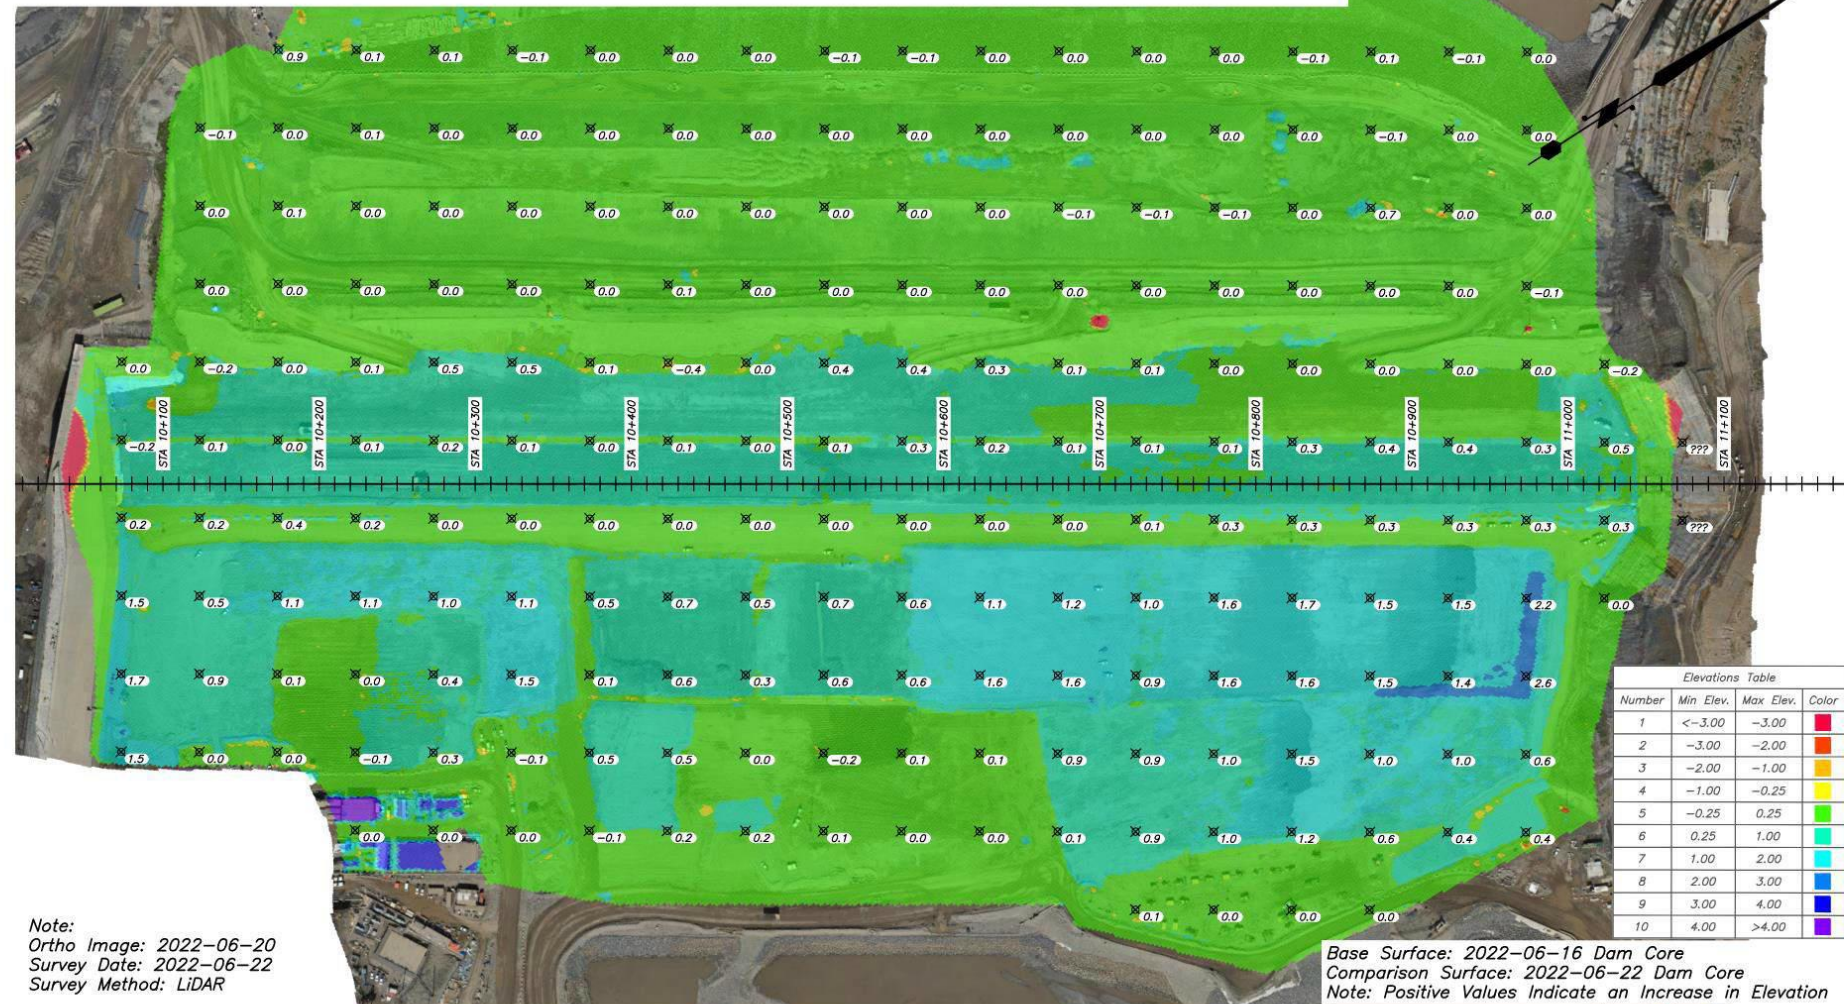 0.9 0.1 0.1 -0.1 0.0 0.0 0.0 -0.1 -0.1 0.0 0.0 0.0 0.0 -0.1 0.1 -0.1 0.0
-0.1 0.0 0.1 0.0 0.0 0.0 0.0 0.0 0.0 0.0 0.0 0.0 0.0 0.0 0.0 -0.1 0.0 0.0
0.0 0.1 0.0 0.0 0.0 0.0 0.0 0.0 0.0 0.0 0.0 -0.1 -0.1 -0.1 0.0 0.7 0.0 0.0
0.0 0.0 0.0 0.0 0.0 0.0 0.1 0.0 0.0 0.0 0.0 0.0 0.0 0.0 0.0 0.0 0.0 -0.1
0.0 -0.2 0.0 0.1 0.5 0.5 0.1 -0.4 0.0 0.4 0.4 0.3 0.1 0.1 0.0 0.0 0.0 0.0 0.0 -0.2
STA 10+100 STA 10+200 STA 10+300 STA 10+400 STA 10+500 STA 10+600 STA 10+700 STA 10+800 STA 10+900 STA 11+000 STA 11+100
-0.2 0.1 0.0 0.1 0.2 0.1 0.1 0.1 0.0 0.1 0.3 0.2 0.1 0.1 0.1 0.3 0.4 0.4 0.3 0.5 ???
0.2 0.2 0.4 0.2 0.0 0.0 0.0 0.0 0.0 0.0 0.0 0.0 0.0 0.1 0.3 0.3 0.3 0.3 0.3 0.3 ???
1.5 0.5 1.1 1.1 1.0 1.1 0.5 0.7 0.5 0.7 0.6 1.1 1.2 1.0 1.6 1.7 1.5 1.5 2.2 0.0
1.7 0.9 0.1 0.0 0.4 1.5 0.1 0.6 0.3 0.6 0.6 1.6 1.6 0.9 1.6 1.6 1.5 1.4 2.6
1.5 0.0 0.0 -0.1 0.3 -0.1 0.5 0.5 0.0 -0.2 0.1 0.1 0.9 0.9 1.0 1.5 1.0 1.0 0.6
0.0 0.0 0.0 -0.1 0.2 0.2 0.1 0.0 0.0 0.1 0.9 1.0 1.2 0.6 0.4 0.4
0.1 0.0 0.0 0.0
Elevations Table
Number Min Elev. Max Elev. Color
1 <-3.00 -3.00
2 -3.00 -2.00
3 -2.00 -1.00
4 -1.00 -0.25
5 -0.25 0.25
6 0.25 1.00
7 1.00 2.00
8 2.00 3.00
9 3.00 4.00
10 4.00 >4.00
Note:
Ortho Image: 2022-06-20
Survey Date: 2022-06-22
Survey Method: LiDAR
Base Surface: 2022-06-16 Dam Core
Comparison Surface: 2022-06-22 Dam Core
Note: Positive Values Indicate an Increase in Elevation